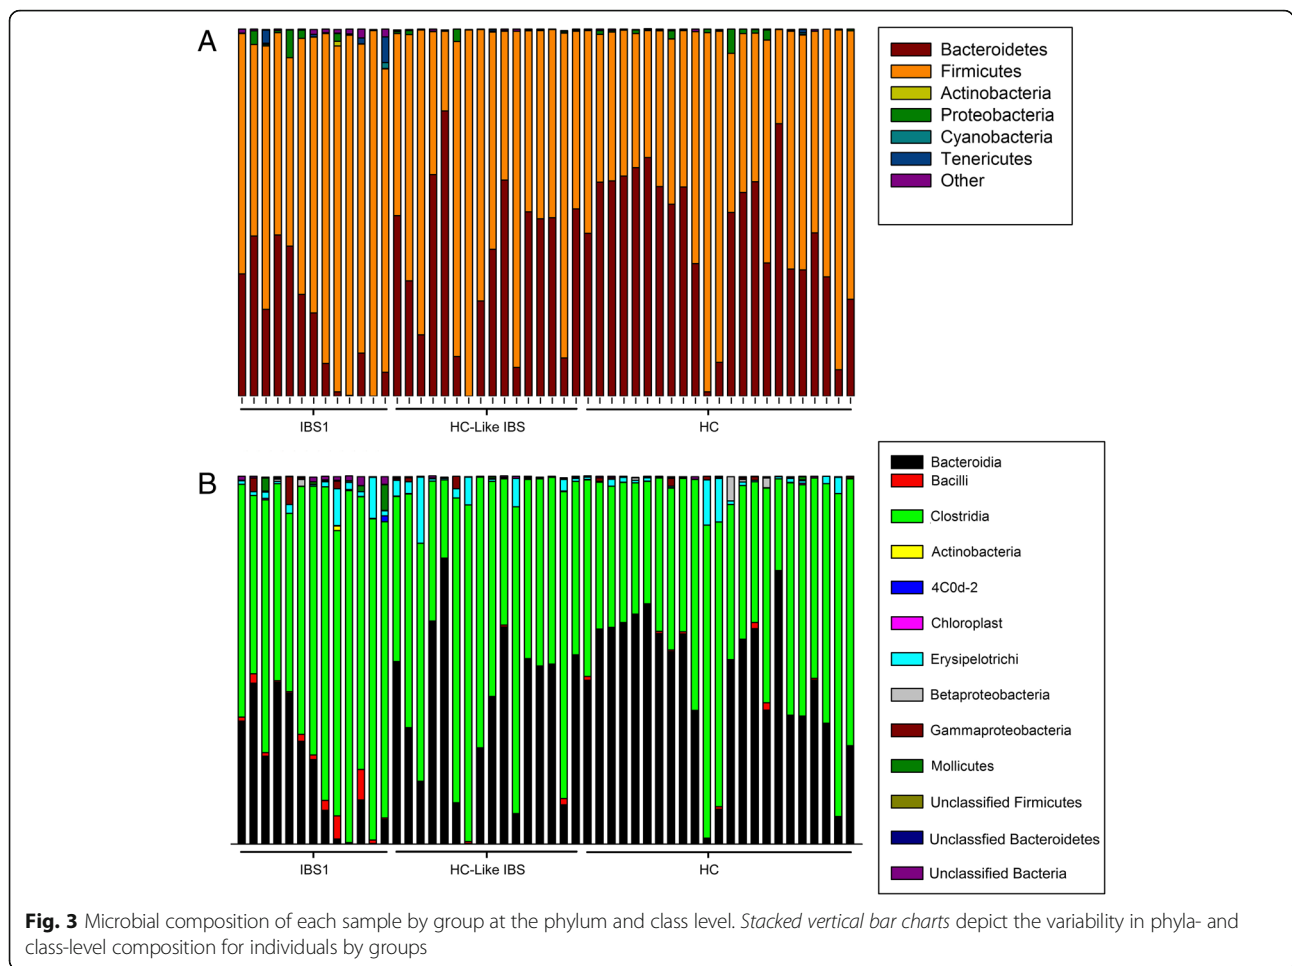 A
Bacteroidetes
Firmicutes
Actinobacteria
Proteobacteria
Cyanobacteria
Tenericutes
Other
IBS1
HC-Like IBS
HC
B
Bacteroidia
Bacilli
Clostridia
Actinobacteria
4C0d-2
Chloroplast
Erysipelotrichi
Betaproteobacteria
Gammaproteobacteria
Mollicutes
Unclassified Firmicutes
Unclassfied Bacteroidetes
Unclassified Bacteria
IBS1
HC-Like IBS
HC
Fig. 3 Microbial composition of each sample by group at the phylum and class level. Stacked vertical bar charts depict the variability in phyla- and
class-level composition for individuals by groups